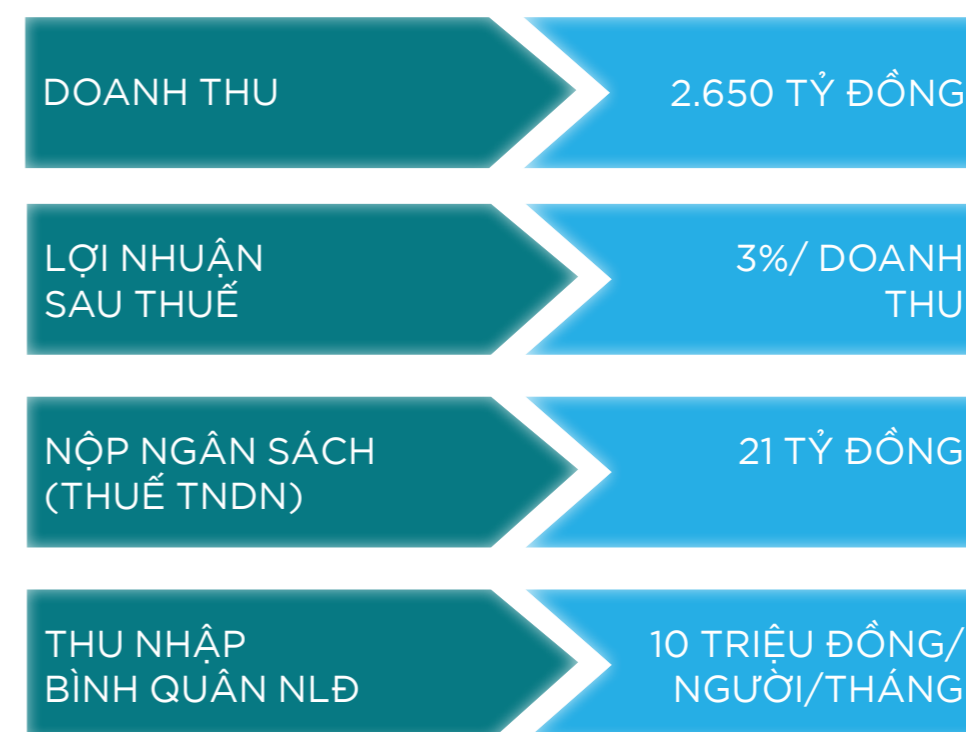 DOANH THU
2.650 TỶ ĐỒNG
LỢI NHUẬN
SAU THUẾ
3%/ DOANH
THU
NỘP NGÂN SÁCH
(THUẾ TNDN)
21 TỶ ĐỒNG
THU NHẬP
BÌNH QUÂN NLĐ
10 TRIỆU ĐỒNG/
NGƯỜI/THÁNG